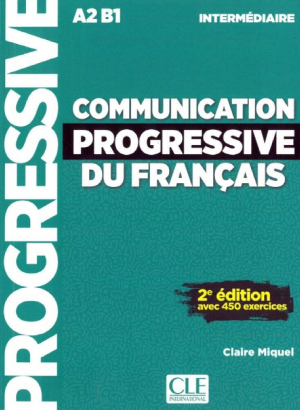 PROGRESSIVE
A2 B1
INTERMÉDIAIRE
COMMUNICATION
PROGRESSIVE
DU FRANÇAIS
2e édition
avec 450 exercices
Claire Miquel
CLE
INTERNATIONAL